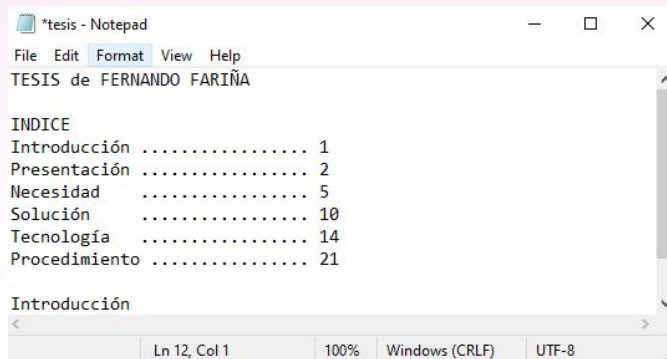 *tesis - Notepad
File Edit Format View Help
TESIS de FERNANDO FARIÑA
INDICE
Introducción ................. 1
Presentación ................. 2
Necesidad    ................. 5
Solución     ................. 10
Tecnología   ................. 14
Procedimiento ................ 21
Introducción
Ln 12, Col 1 100% Windows (CRLF) UTF-8